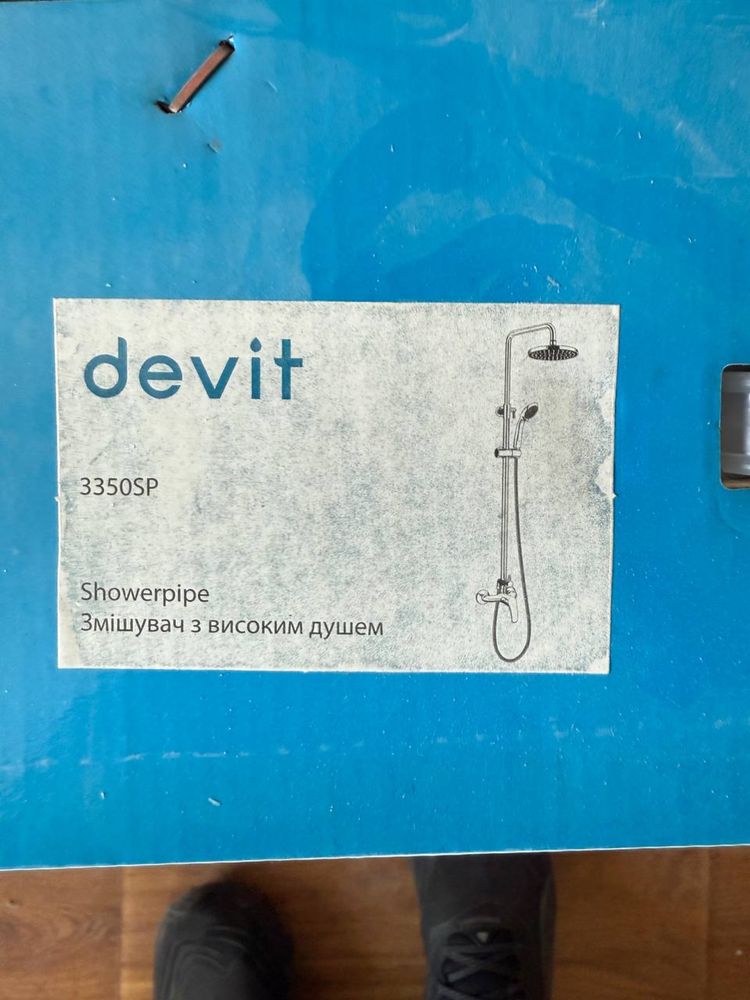 devit
3350SP
Showerpipe
Змішувач з високим душем